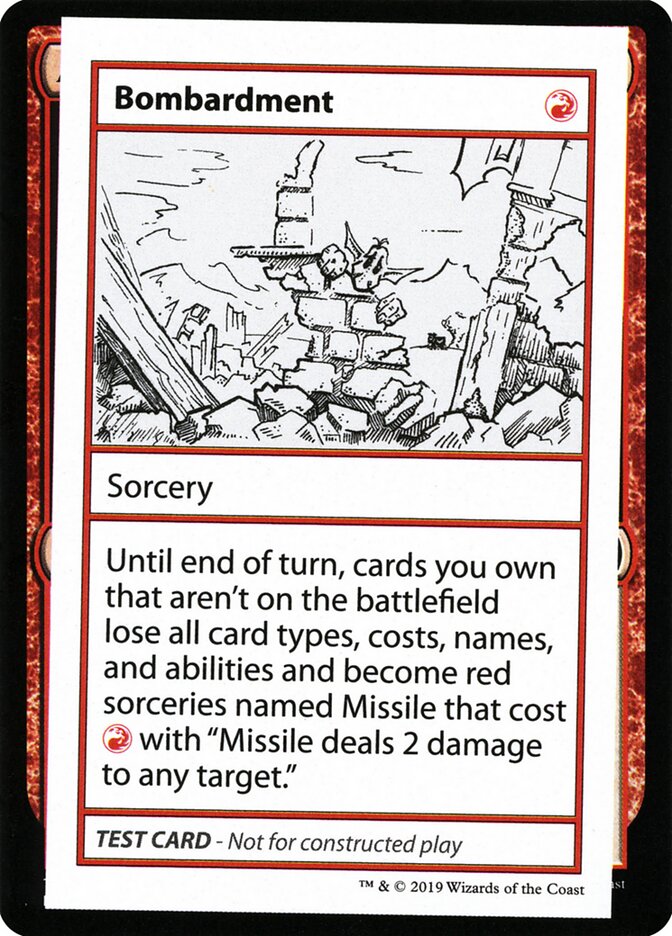 Bombardment
Sorcery
Until end of turn, cards you own
that aren't on the battlefield
lose all card types, costs, names,
and abilities and become red
sorceries named Missile that cost
with “Missile deals 2 damage
to any target.”
TEST CARD - Not for constructed play
™ & © 2019 Wizards of the Coast
ast